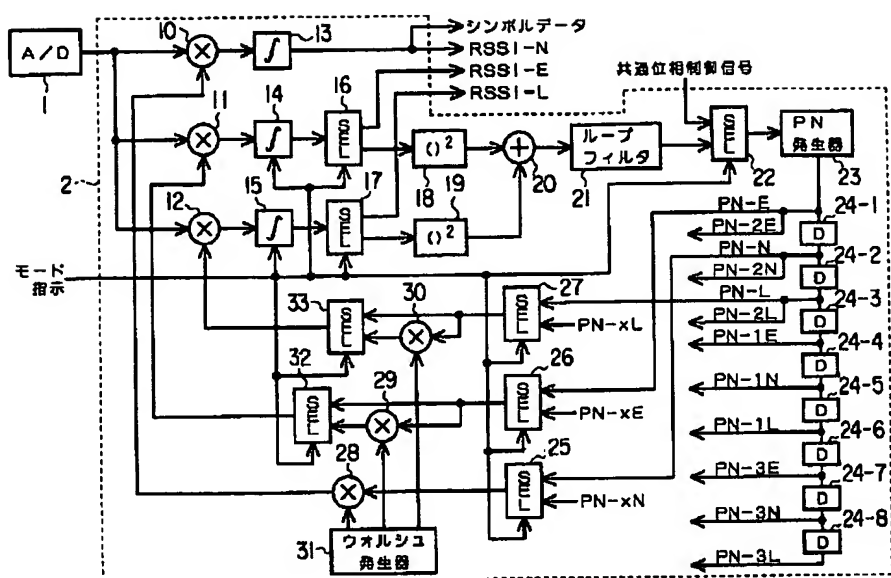 A/D
1
2
10
∫
13
シンボルデータ
RSSI-N
RSSI-E
RSSI-L
共通位相制御信号
11
14
∫
16
SEL
12
15
∫
17
SEL
( )²
18
19
( )²
20
ループ
フィルタ
21
SEL
22
PN
発生器
23
モード
指示
PN-E
PN-2E
24-1
D
PN-N
PN-2N
24-2
D
PN-L
PN-2L
24-3
D
PN-1E
24-4
D
PN-1N
24-5
D
PN-1L
24-6
D
PN-3E
24-7
D
PN-3N
24-8
D
PN-3L
33
SEL
30
27
SEL
PN-xL
32
SEL
29
26
SEL
PN-xE
28
25
SEL
PN-xN
31
ウォルシュ
発生器